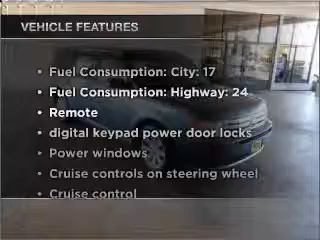 VEHICLE FEATURES
• Fuel Consumption: City: 17
• Fuel Consumption: Highway: 24
• Remote
• digital keypad power door locks
• Power windows
• Cruise controls on steering wheel
• Cruise control